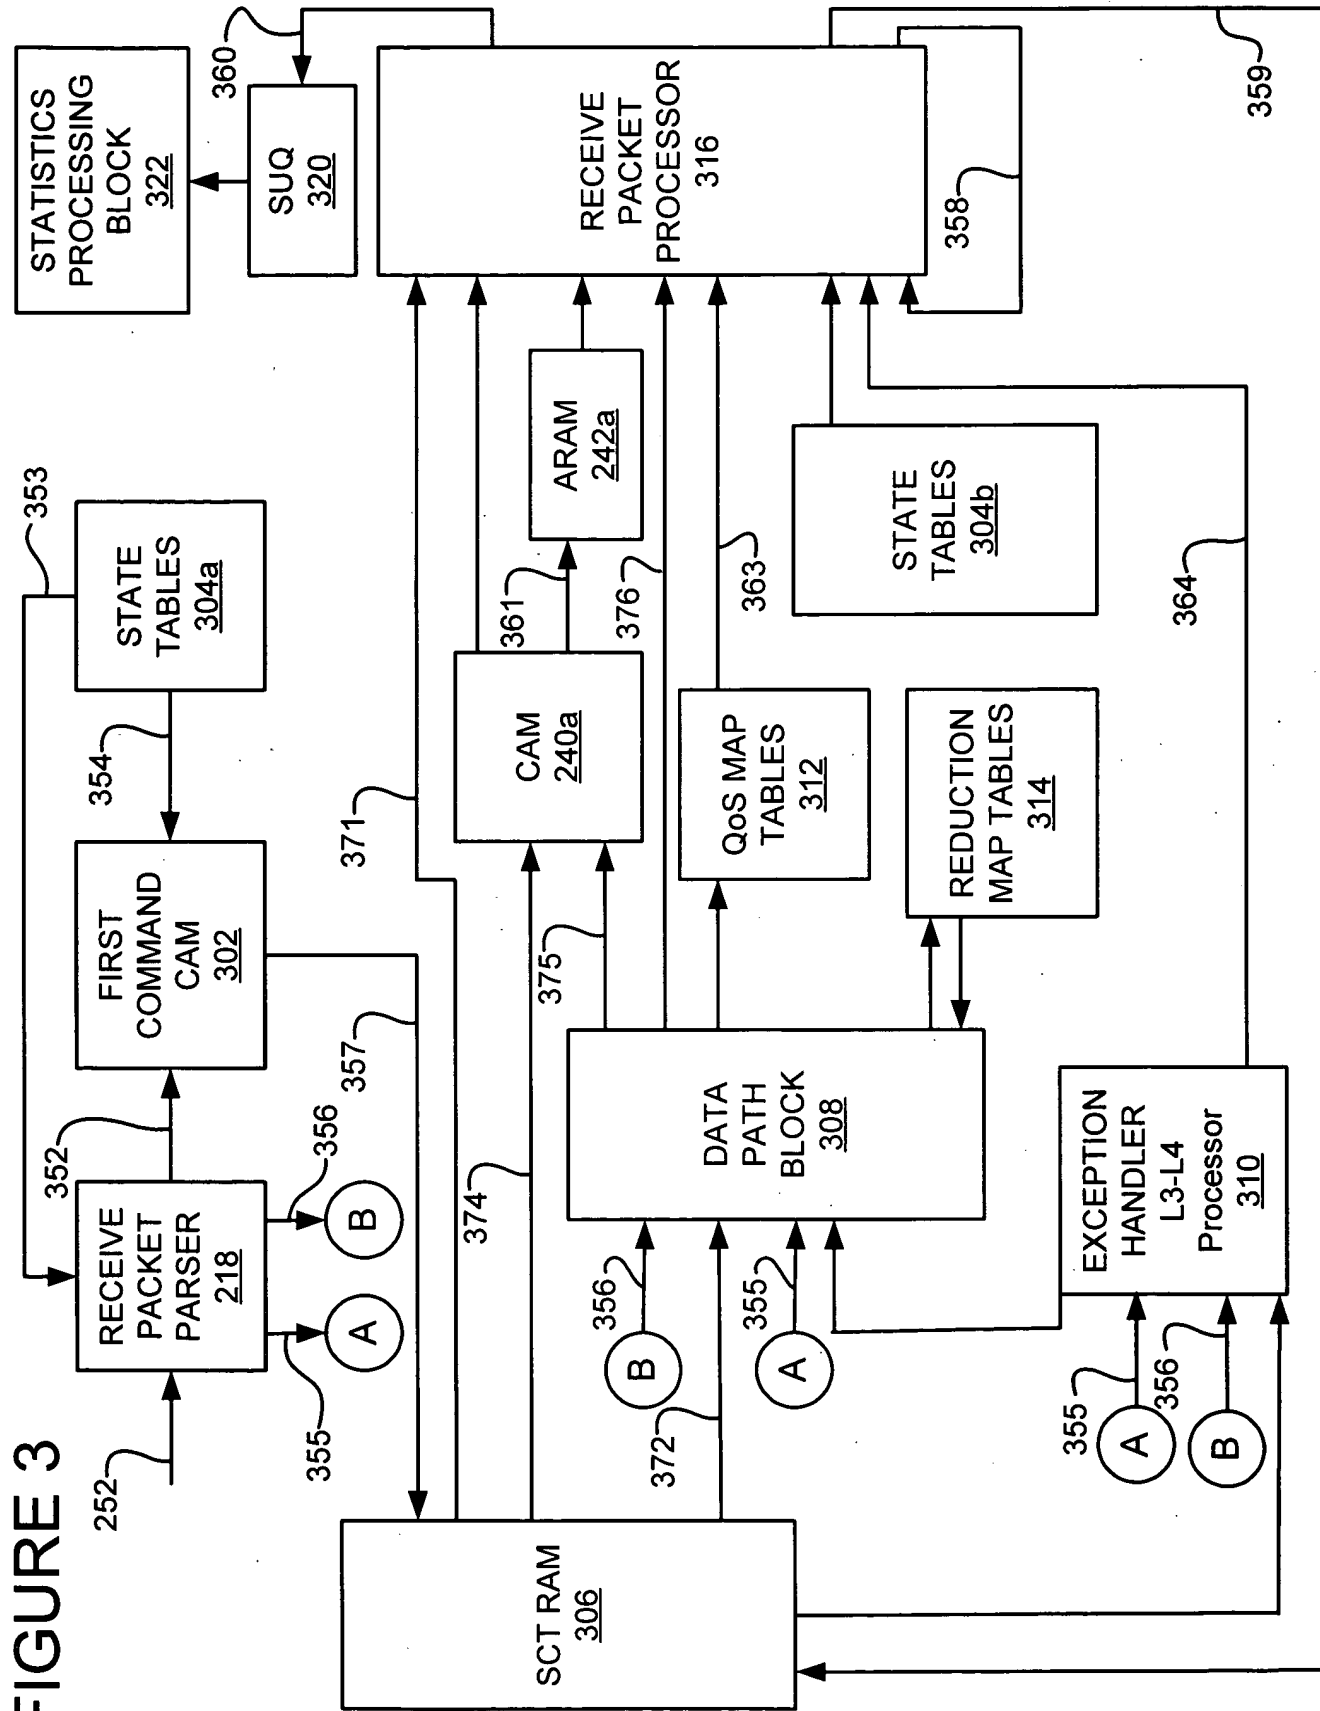 FIGURE 3
252
RECEIVE
PACKET
PARSER
218
352
FIRST
COMMAND
CAM
302
354
STATE
TABLES
304a
353
355
A
356
B
357
371
360
STATISTICS
PROCESSING
BLOCK
322
SUQ
320
SCT RAM
306
374
375
CAM
240a
361
ARAM
242a
376
363
RECEIVE
PACKET
PROCESSOR
316
358
359
B
356
372
A
355
DATA
PATH
BLOCK
308
QoS MAP
TABLES
312
REDUCTION
MAP TABLES
314
STATE
TABLES
304b
364
355
A
356
B
EXCEPTION
HANDLER
L3-L4
Processor
310